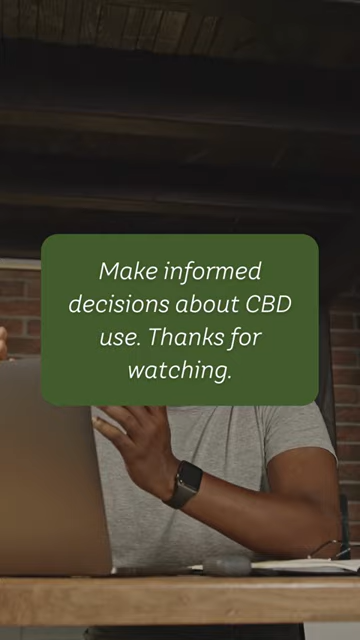 Make informed
decisions about CBD
use. Thanks for
watching.